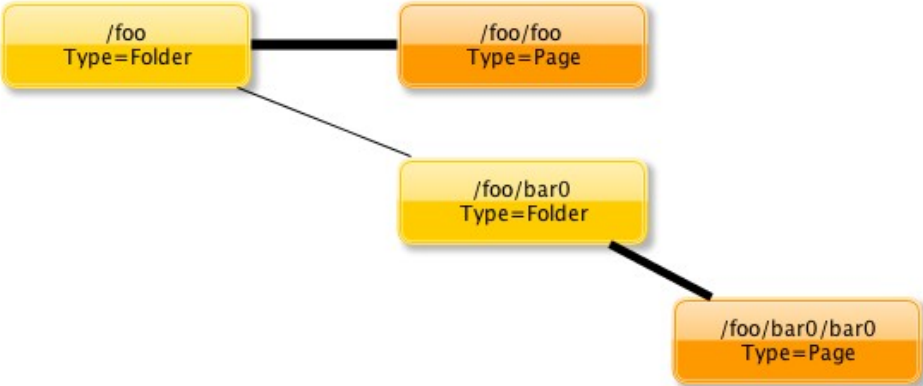 /foo
Type=Folder
/foo/foo
Type=Page
/foo/bar0
Type=Folder
/foo/bar0/bar0
Type=Page